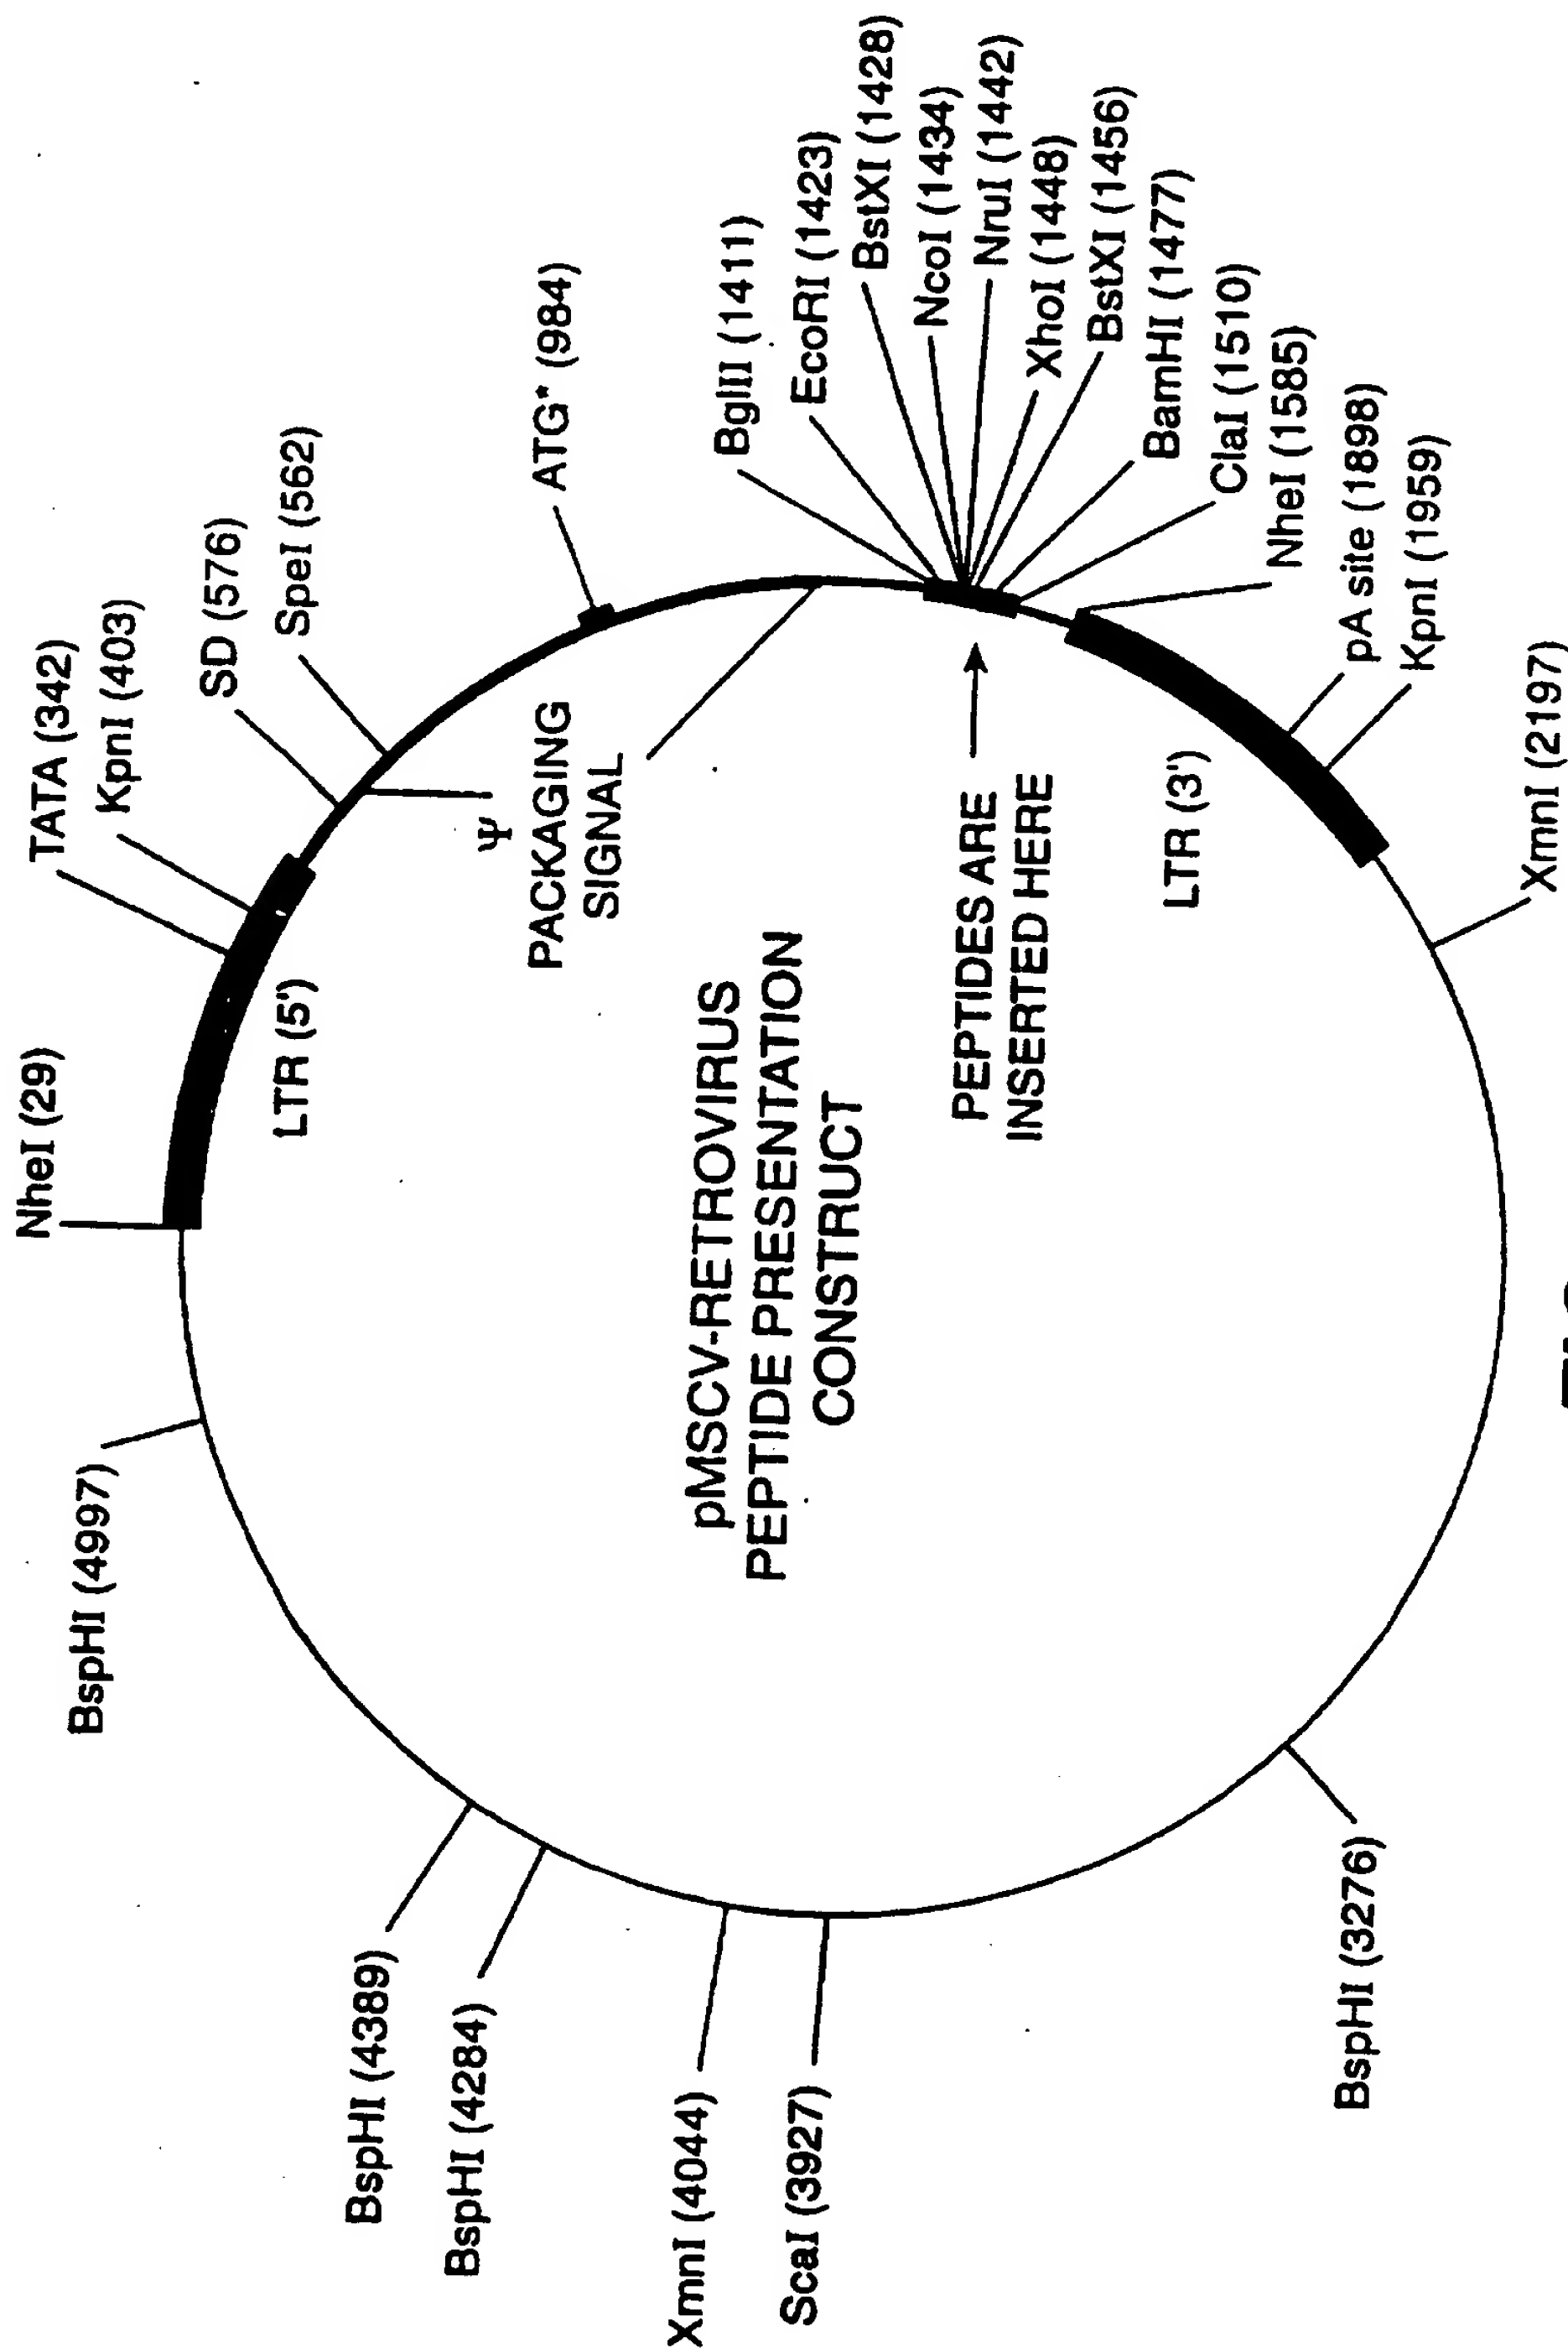 NheI (29)
TATA (342)
KpnI (403)
SD (576)
SpeI (562)
ATG* (984)
BglII (1411)
EcoRI (1423)
BstXI (1428)
NcoI (1434)
NruI (1442)
XhoI (1448)
BstXI (1456)
BamHI (1477)
ClaI (1510)
NheI (1585)
pA site (1898)
KpnI (1959)
XmnI (2197)
BspHI (3276)
ScaI (3927)
XmnI (4044)
BspHI (4284)
BspHI (4389)
BspHI (4997)
LTR (5')
Ψ
PACKAGING
SIGNAL
pMSCV-RETROVIRUS
PEPTIDE PRESENTATION
CONSTRUCT
PEPTIDES ARE
INSERTED HERE
LTR (3')